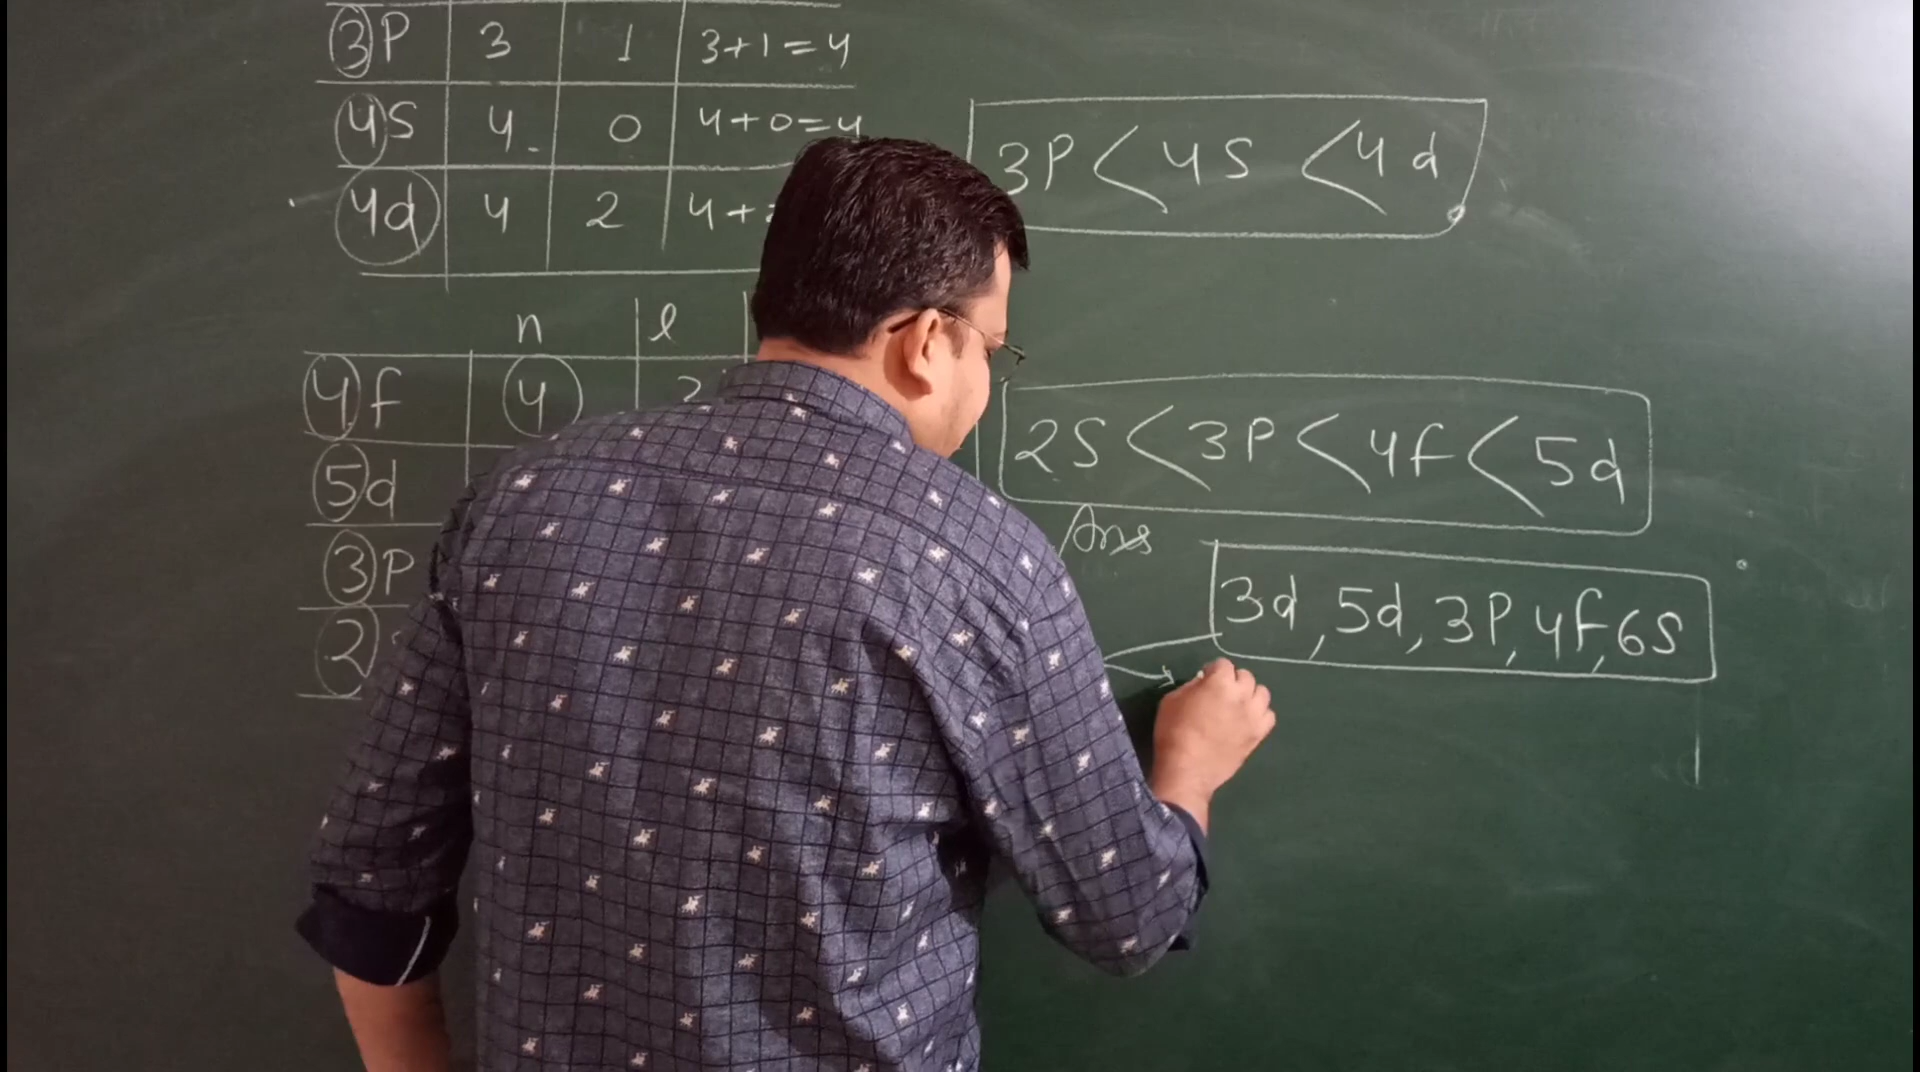 3P 3 1 3+1=4
4S 4 0 4+0=4
4d 4 2 4+
3P < 4S < 4d
n l
4f 4
5d
3P
2
2S < 3P < 4f < 5d
Ans
3d, 5d, 3P, 4f, 6S